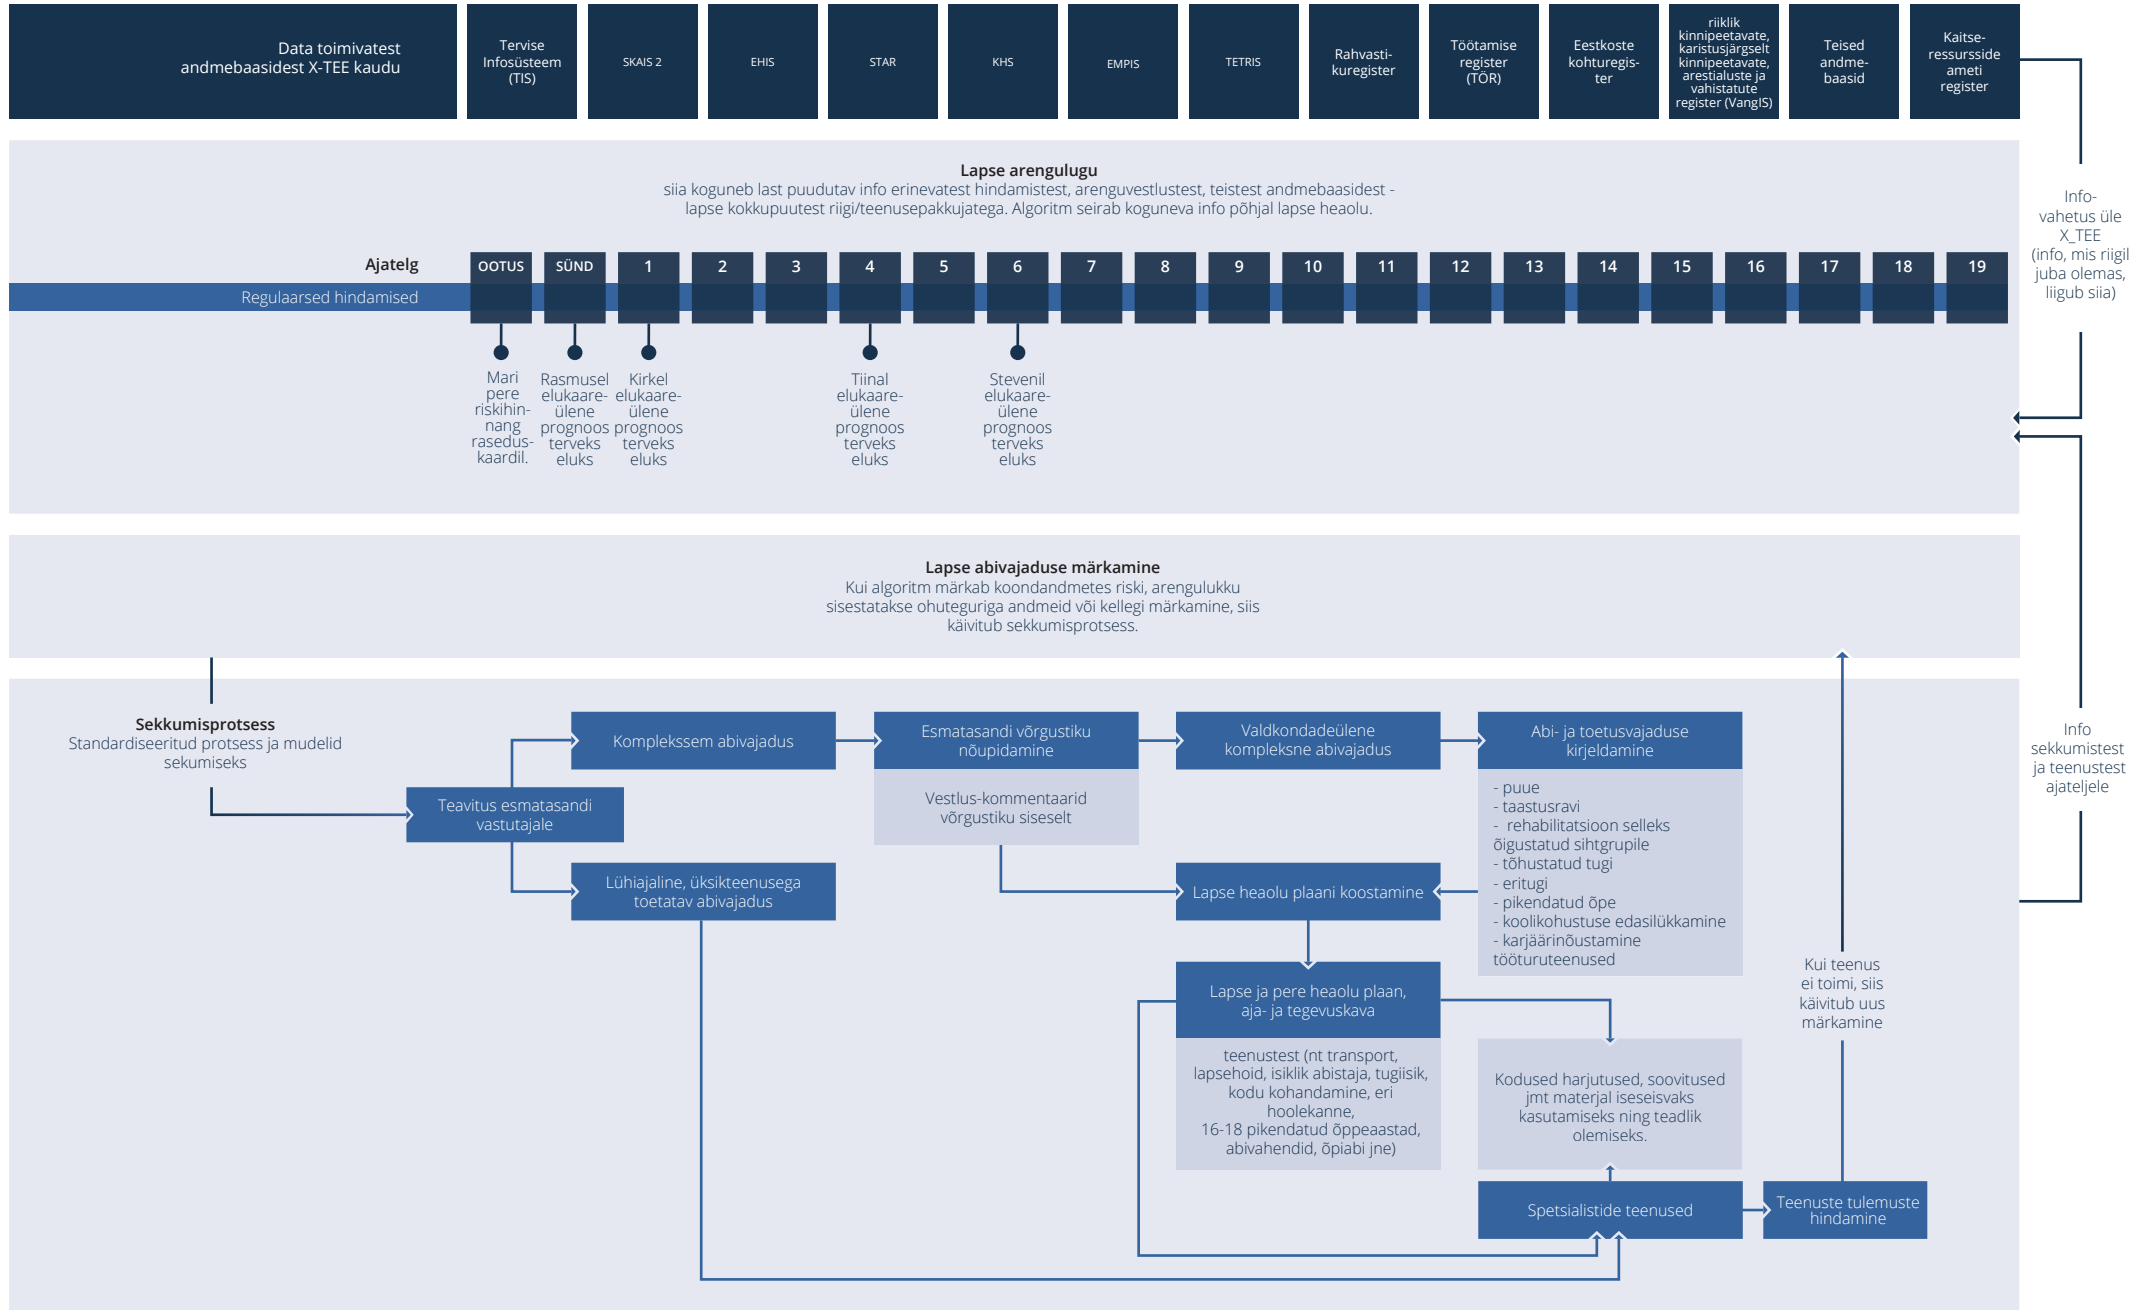 Data toimivatest
andmebaasidest X-TEE kaudu
Tervise
Infosüsteem
(TIS)
SKAIS 2
EHIS
STAR
KHS
EMPIS
TETRIS
Rahvasti-
kuregister
Töötamise
register
(TÖR)
Eestkoste
kohturegis-
ter
riiklik
kinnipeetavate,
karistusjärgselt
kinnipeetavate,
arestialuste ja
vahistatute
register (VangIS)
Teised
andme-
baasid
Kaitse-
ressursside
ameti
register
Lapse arengulugu
siia koguneb last puudutav info erinevatest hindamistest, arenguvestlustest, teistest andmebaasidest -
lapse kokkupuutest riigi/teenusepakkujatega. Algoritm seirab koguneva info põhjal lapse heaolu.
Info-
vahetus üle
X_TEE
(info, mis riigil
juba olemas,
liigub siia)
Ajatelg
OOTUS
SÜND
1
2
3
4
5
6
7
8
9
10
11
12
13
14
15
16
17
18
19
Regulaarsed hindamised
Mari
pere
riskihin-
nang
rasedus-
kaardil.
Rasmusel
elukaare-
ülene
prognoos
terveks
eluks
Kirkel
elukaare-
ülene
prognoos
terveks
eluks
Tiinal
elukaare-
ülene
prognoos
terveks
eluks
Stevenil
elukaare-
ülene
prognoos
terveks
eluks
Lapse abivajaduse märkamine
Kui algoritm märkab koondandmetes riski, arengulukku
sisestatakse ohuteguriga andmeid või kellegi märkamine, siis
käivitub sekkumisprotsess.
Sekkumisprotsess
Standardiseeritud protsess ja mudelid
sekumiseks
Teavitus esmatasandi
vastutajale
Komplekssem abivajadus
Lühiajaline, üksikteenusega
toetatav abivajadus
Esmatasandi võrgustiku
nõupidamine
Vestlus-kommentaarid
võrgustiku siseselt
Valdkondadeülene
kompleksne abivajadus
Abi- ja toetusvajaduse
kirjeldamine
- puue
- taastusravi
-  rehabilitatsioon selleks
õigustatud sihtgrupile
- tõhustatud tugi
- eritugi
- pikendatud õpe
- koolikohustuse edasilükkamine
- karjäärinõustamine
tööturuteenused
Lapse heaolu plaani koostamine
Lapse ja pere heaolu plaan,
aja- ja tegevuskava
teenustest (nt transport,
lapsehoid, isiklik abistaja, tugiisik,
kodu kohandamine, eri
hoolekanne,
16-18 pikendatud õppeaastad,
abivahendid, õpiabi jne)
Kodused harjutused, soovitused
jmt materjal iseseisvaks
kasutamiseks ning teadlik
olemiseks.
Spetsialistide teenused
Teenuste tulemuste
hindamine
Kui teenus
ei toimi, siis
käivitub uus
märkamine
Info
sekkumistest
ja teenustest
ajateljele